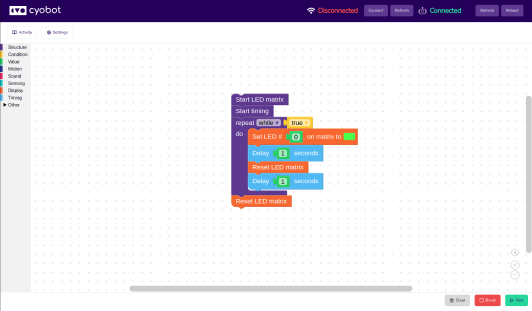 cyobot
Disconnected
Connect
Refresh
Connected
Refresh
Reload
Activity
Settings
Structure
Condition
Value
Motion
Sound
Sensing
Display
Timing
Other
Start LED matrix
Start timing
repeat while true
do
Set LED # 0 on matrix to
Delay 1 seconds
Reset LED matrix
Delay 1 seconds
Reset LED matrix
Clear
Break
Run